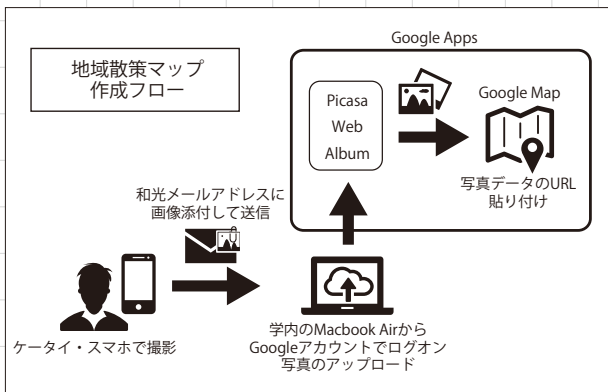 地域散策マップ
作成フロー
Google Apps
Picasa
Web
Album
Google Map
写真データのURL
貼り付け
和光メールアドレスに
画像添付して送信
ケータイ・スマホで撮影
学内のMacbook Airから
Googleアカウントでログオン
写真のアップロード